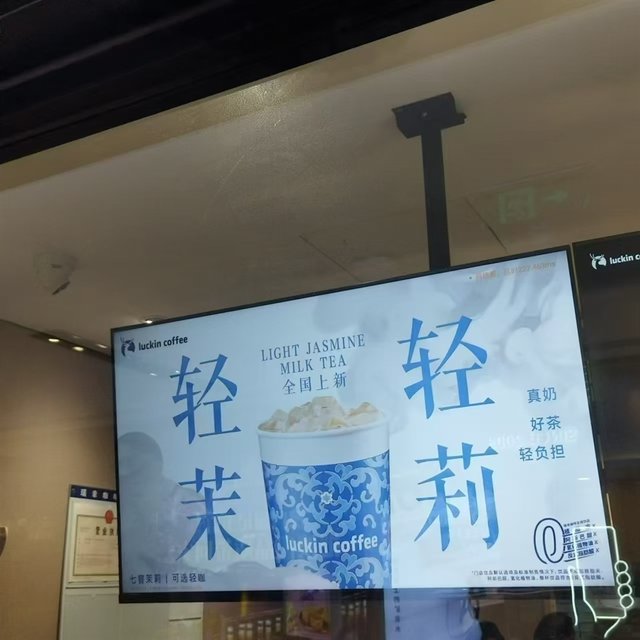 luckin coffee
LIGHT JASMINE
MILK TEA
全国上新
轻轻
茉莉
真奶
好茶
轻负担
luckin coffee
七窨茉莉 | 可选轻咖
0
luckin c